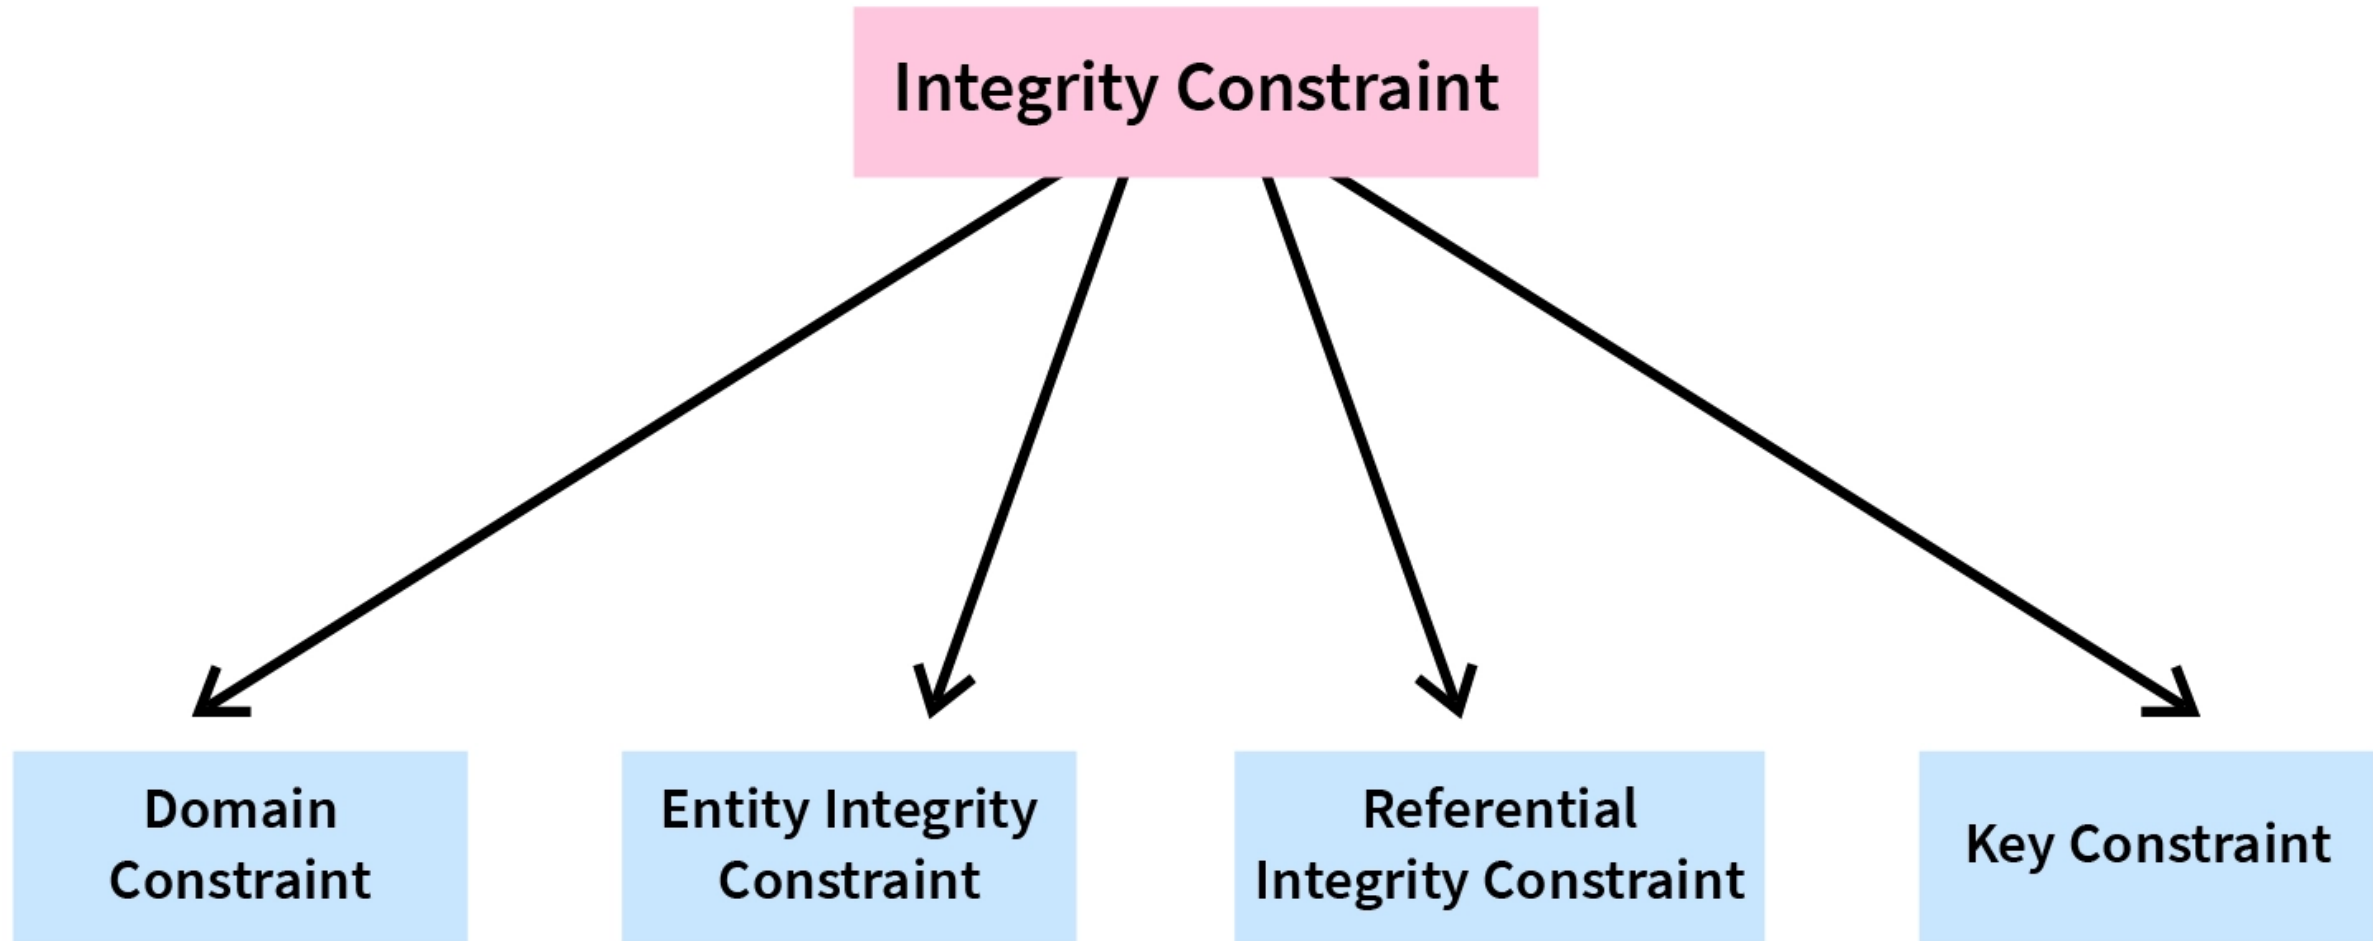 Integrity Constraint
Domain
Constraint
Entity Integrity
Constraint
Referential
Integrity Constraint
Key Constraint